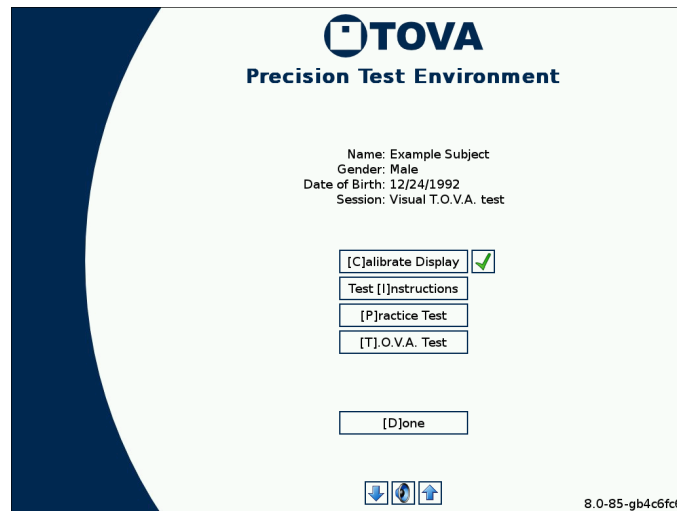 TOVA
Precision Test Environment
Name: Example Subject
Gender: Male
Date of Birth: 12/24/1992
Session: Visual T.O.V.A. test
[C]alibrate Display
Test [I]nstructions
[P]ractice Test
[T].O.V.A. Test
[D]one
8.0-85-gb4c6fc6